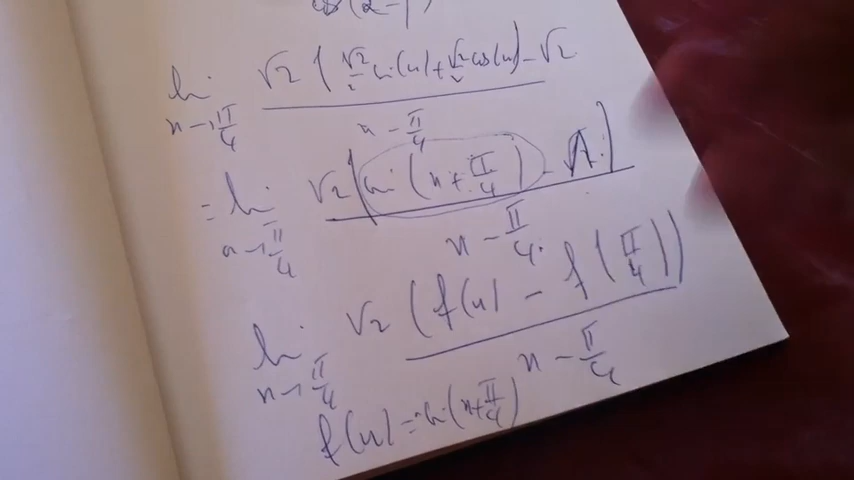 lim x→π/4 √2 ( √2/2 sin(x) + √2/2 cos(x) ) - √2 / x - π/4
= lim x→π/4 √2 ( sin ( x + π/4 ) - 1 ) / x - π/4
lim x→π/4 √2 ( f(x) - f ( π/4 ) ) / x - π/4
f(x) = sin ( x + π/4 )